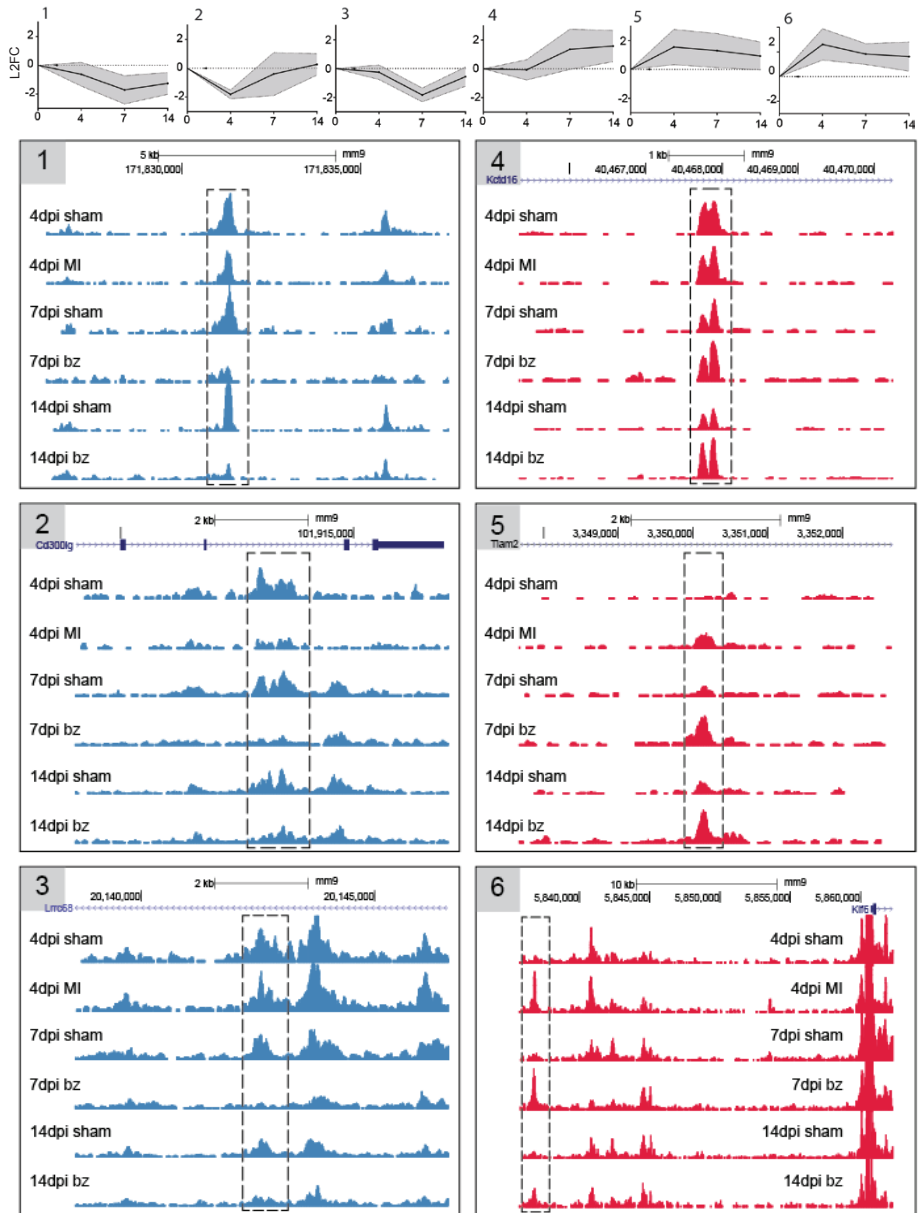 1 2 3 4 5 6
L2FC
2 2 2 2 2 2
0 0 0 0 0 0
-2 -2 -2 -2 -2 -2
0 4 7 14 0 4 7 14 0 4 7 14 0 4 7 14 0 4 7 14 0 4 7 14
1
5 kb mm9
171,830,000 171,835,000
4dpi sham
4dpi MI
7dpi sham
7dpi bz
14dpi sham
14dpi bz
4
1 kb mm9
40,467,000 40,468,000 40,469,000 40,470,000
Kctd16
4dpi sham
4dpi MI
7dpi sham
7dpi bz
14dpi sham
14dpi bz
2
2 kb mm9
101,915,000
Cd300lg
4dpi sham
4dpi MI
7dpi sham
7dpi bz
14dpi sham
14dpi bz
5
2 kb mm9
3,349,000 3,350,000 3,351,000 3,352,000
Tiam2
4dpi sham
4dpi MI
7dpi sham
7dpi bz
14dpi sham
14dpi bz
3
2 kb mm9
20,140,000 20,145,000
4dpi sham
4dpi MI
7dpi sham
7dpi bz
14dpi sham
14dpi bz
6
10 kb mm9
5,840,000 5,845,000 5,850,000 5,855,000 5,860,000
Klf6
4dpi sham
4dpi MI
7dpi sham
7dpi bz
14dpi sham
14dpi bz